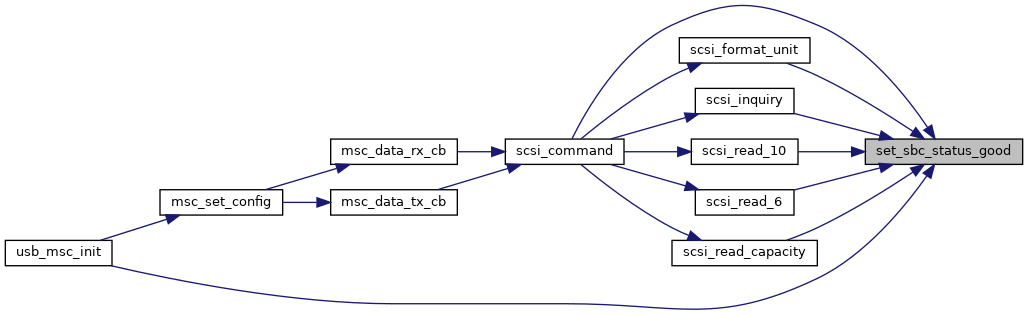 scsi_format_unit
scsi_inquiry
msc_data_rx_cb
scsi_command
scsi_read_10
set_sbc_status_good
msc_set_config
msc_data_tx_cb
scsi_read_6
usb_msc_init
scsi_read_capacity